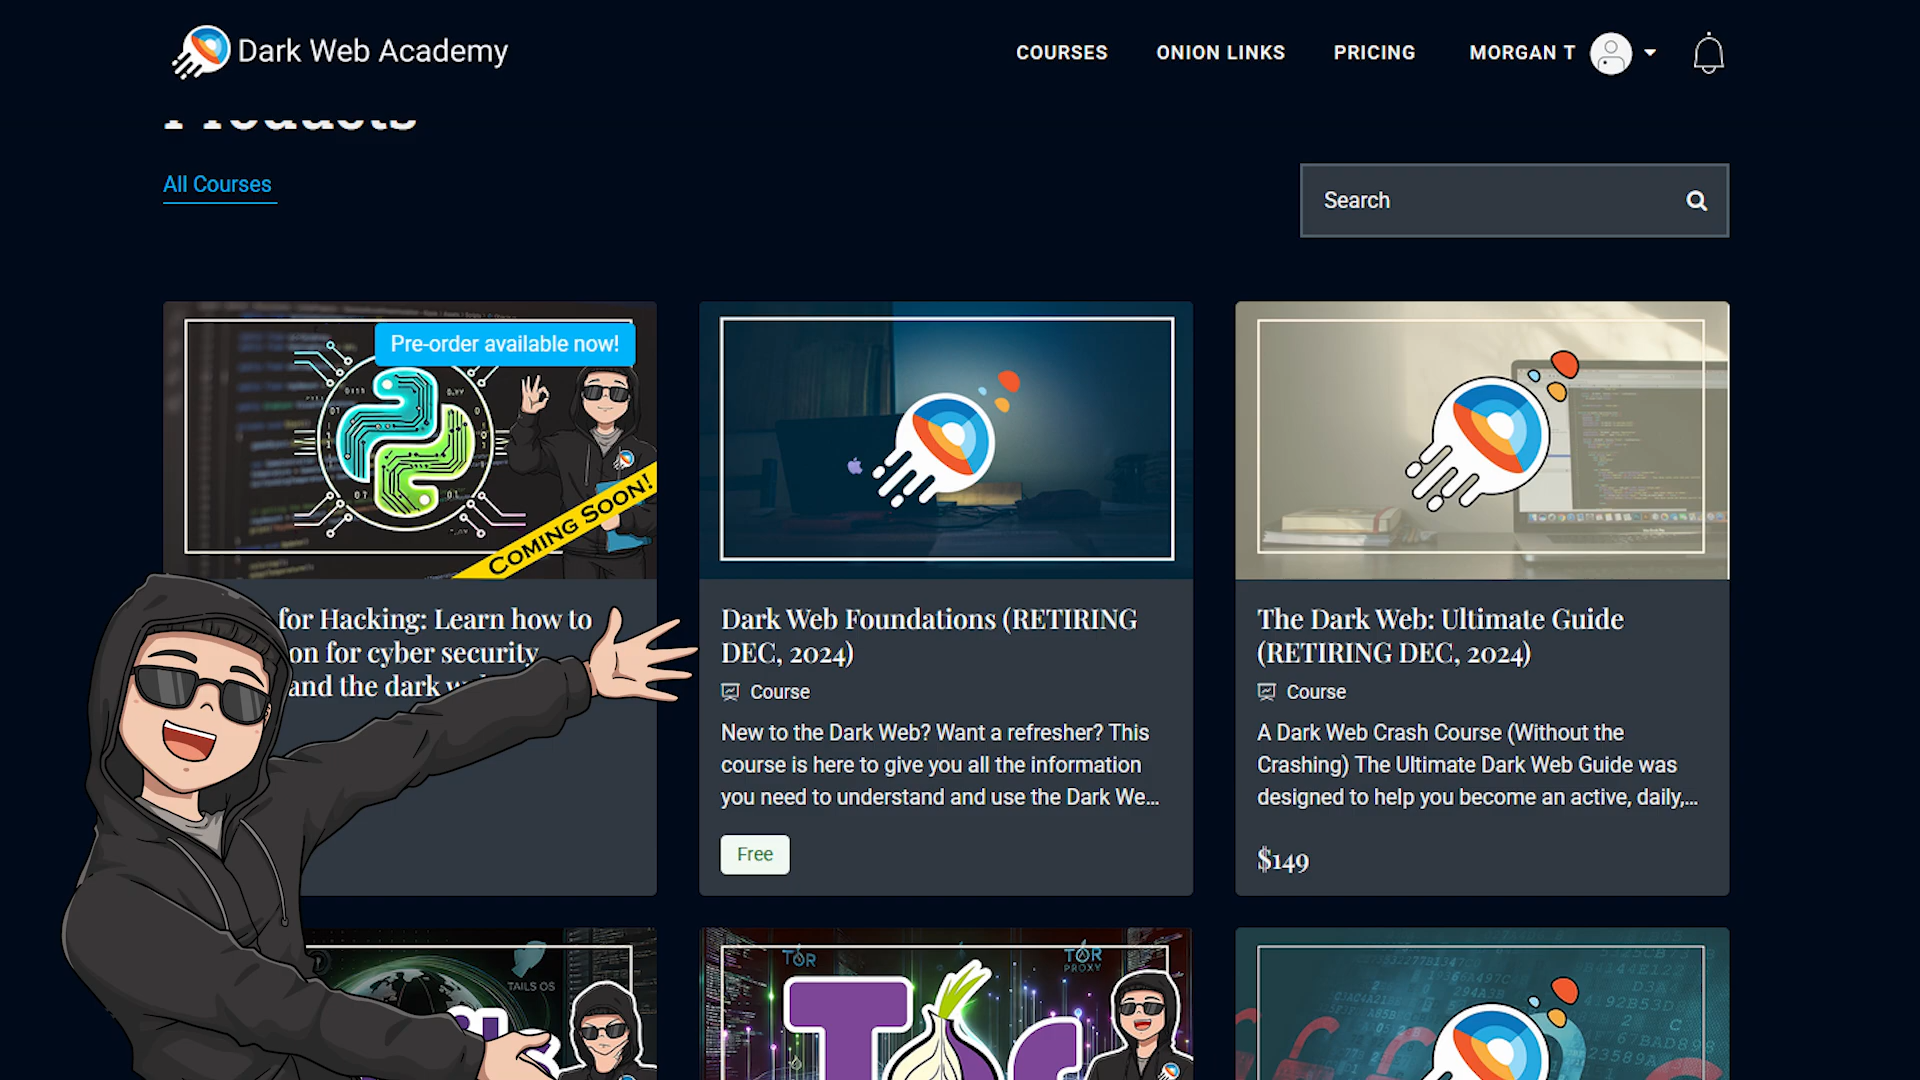 Dark Web Academy
COURSES
ONION LINKS
PRICING
MORGAN T
Products
All Courses
Search
Pre-order available now!
COMING SOON!
for Hacking: Learn how to
on for cyber security
and the dark
Dark Web Foundations (RETIRING
DEC, 2024)
Course
New to the Dark Web? Want a refresher? This
course is here to give you all the information
you need to understand and use the Dark We...
Free
The Dark Web: Ultimate Guide
(RETIRING DEC, 2024)
Course
A Dark Web Crash Course (Without the
Crashing) The Ultimate Dark Web Guide was
designed to help you become an active, daily,...
$149
TAILS OS
TOR
TOR
PROXY